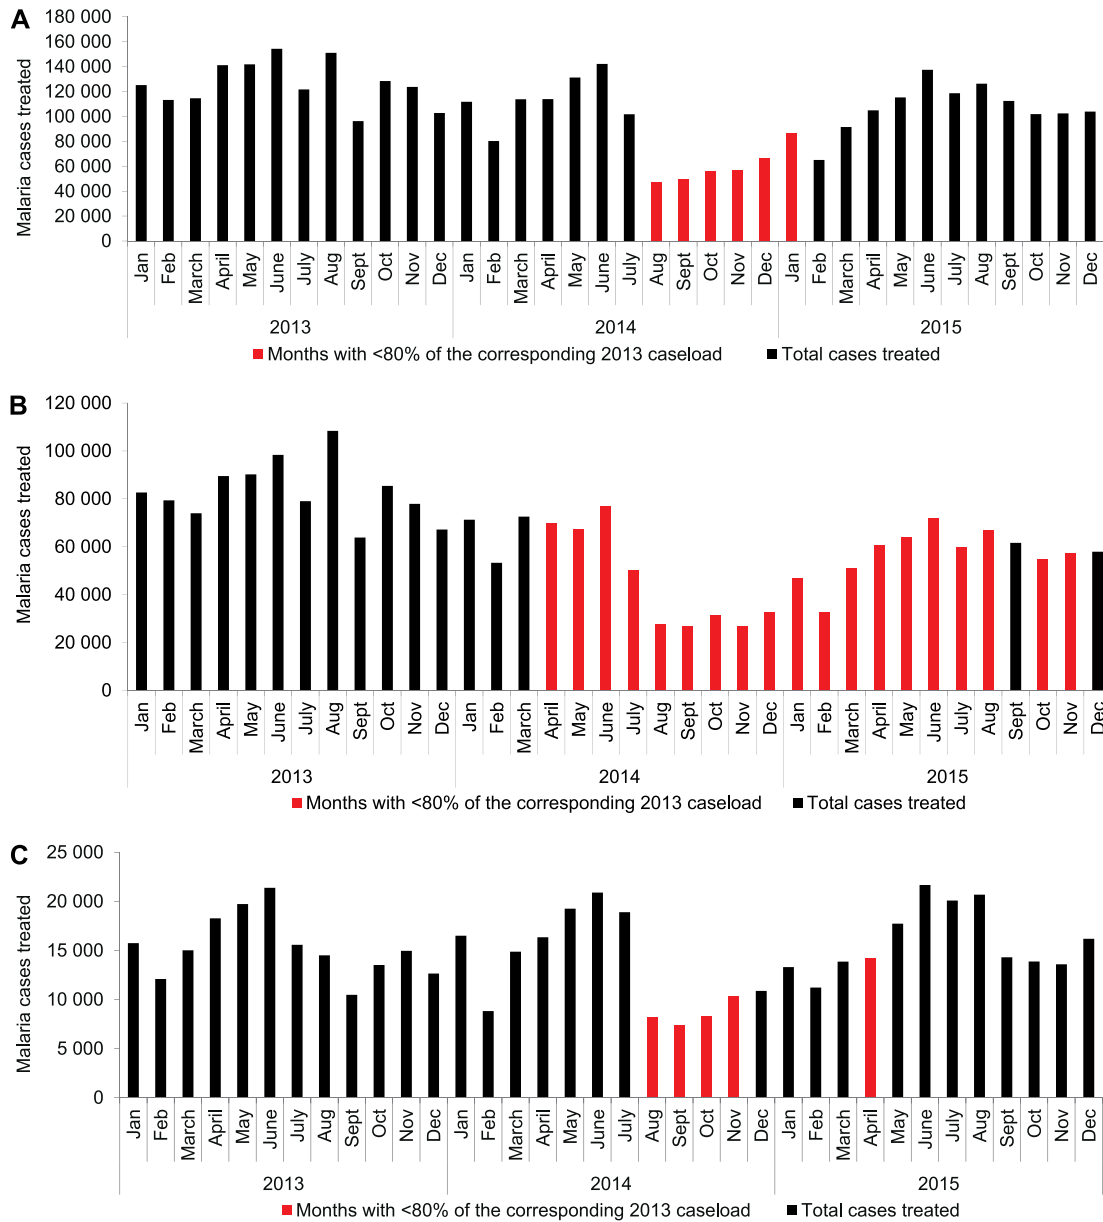 A
Malaria cases treated
180 000
160 000
140 000
120 000
100 000
80 000
60 000
40 000
20 000
0
Jan Feb March April May June July Aug Sept Oct Nov Dec Jan Feb March April May June July Aug Sept Oct Nov Dec Jan Feb March April May June July Aug Sept Oct Nov Dec
2013 2014 2015
Months with <80% of the corresponding 2013 caseload Total cases treated
B
Malaria cases treated
120 000
100 000
80 000
60 000
40 000
20 000
0
Jan Feb March April May June July Aug Sept Oct Nov Dec Jan Feb March April May June July Aug Sept Oct Nov Dec Jan Feb March April May June July Aug Sept Oct Nov Dec
2013 2014 2015
Months with <80% of the corresponding 2013 caseload Total cases treated
C
Malaria cases treated
25 000
20 000
15 000
10 000
5 000
0
Jan Feb March April May June July Aug Sept Oct Nov Dec Jan Feb March April May June July Aug Sept Oct Nov Dec Jan Feb March April May June July Aug Sept Oct Nov Dec
2013 2014 2015
Months with <80% of the corresponding 2013 caseload Total cases treated